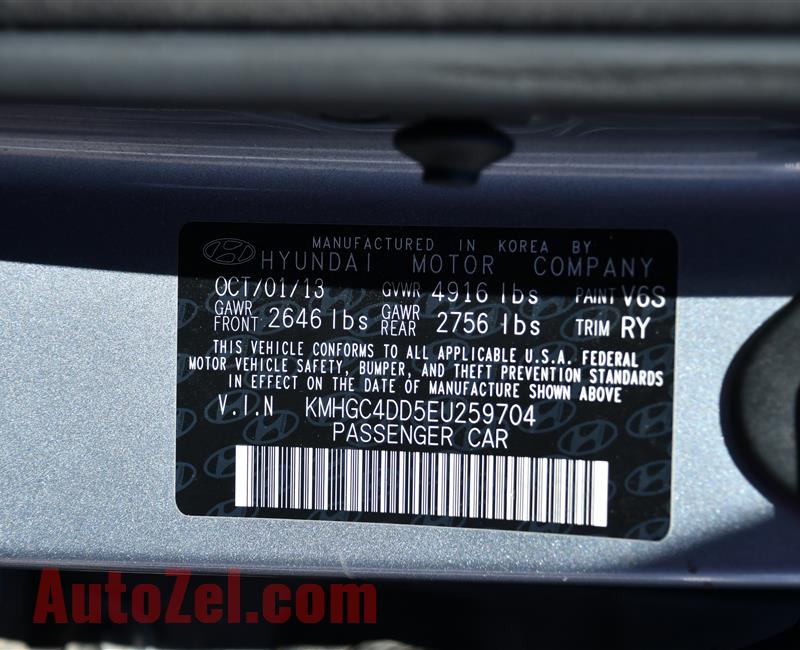 MANUFACTURED IN KOREA BY
HYUNDAI MOTOR COMPANY
OCT/01/13 GVWR 4916 lbs PAINT V6S
GAWR FRONT 2646 lbs GAWR REAR 2756 lbs TRIM RY
THIS VEHICLE CONFORMS TO ALL APPLICABLE U.S.A. FEDERAL
MOTOR VEHICLE SAFETY, BUMPER, AND THEFT PREVENTION STANDARDS
IN EFFECT ON THE DATE OF MANUFACTURE SHOWN ABOVE
V.I.N KMHGC4DD5EU259704
PASSENGER CAR
AutoZel.com